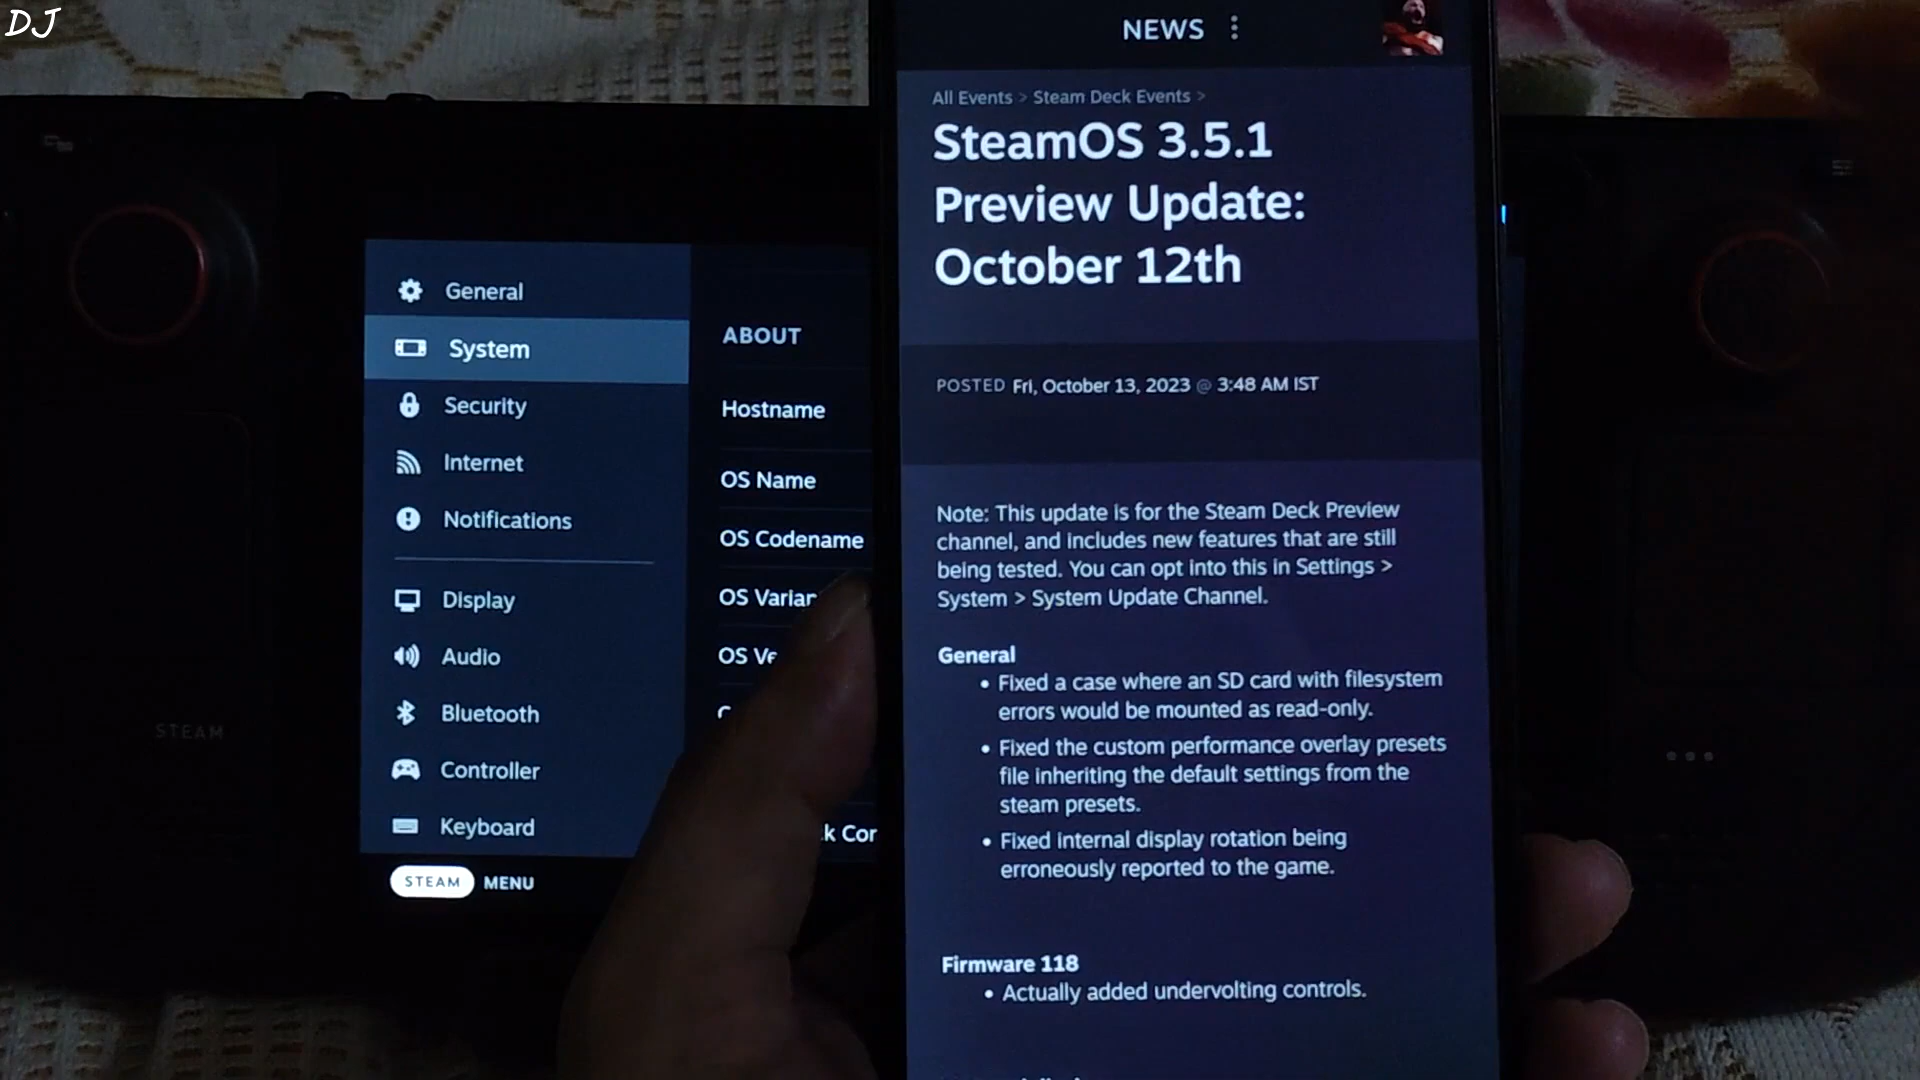 DJ
NEWS
All Events > Steam Deck Events >
SteamOS 3.5.1
Preview Update:
October 12th
POSTED Fri, October 13, 2023 @ 3:48 AM IST
Note: This update is for the Steam Deck Preview
channel, and includes new features that are still
being tested. You can opt into this in Settings >
System > System Update Channel.
General
• Fixed a case where an SD card with filesystem
errors would be mounted as read-only.
• Fixed the custom performance overlay presets
file inheriting the default settings from the
steam presets.
• Fixed internal display rotation being
erroneously reported to the game.
Firmware 118
• Actually added undervolting controls.
General
System
Security
Internet
Notifications
Display
Audio
Bluetooth
Controller
Keyboard
STEAM MENU
ABOUT
Hostname
OS Name
OS Codename
OS
OS
STEAM